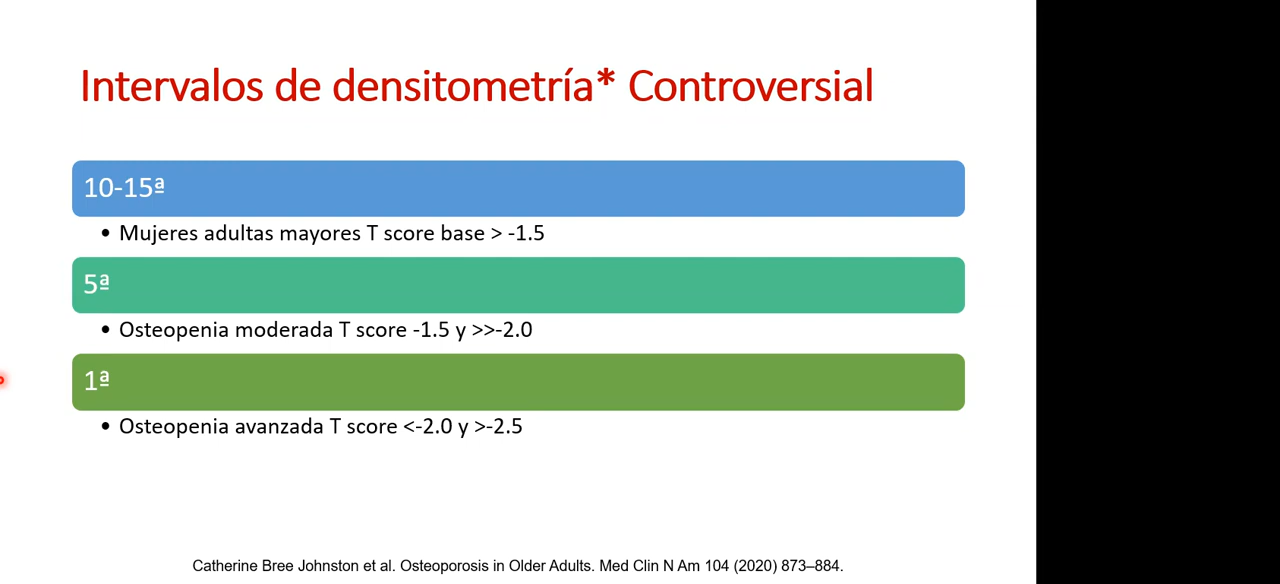 Intervalos de densitometría* Controversial
10-15ª
• Mujeres adultas mayores T score base > -1.5
5ª
• Osteopenia moderada T score -1.5 y >>-2.0
1ª
• Osteopenia avanzada T score <-2.0 y >-2.5
Catherine Bree Johnston et al. Osteoporosis in Older Adults. Med Clin N Am 104 (2020) 873–884.